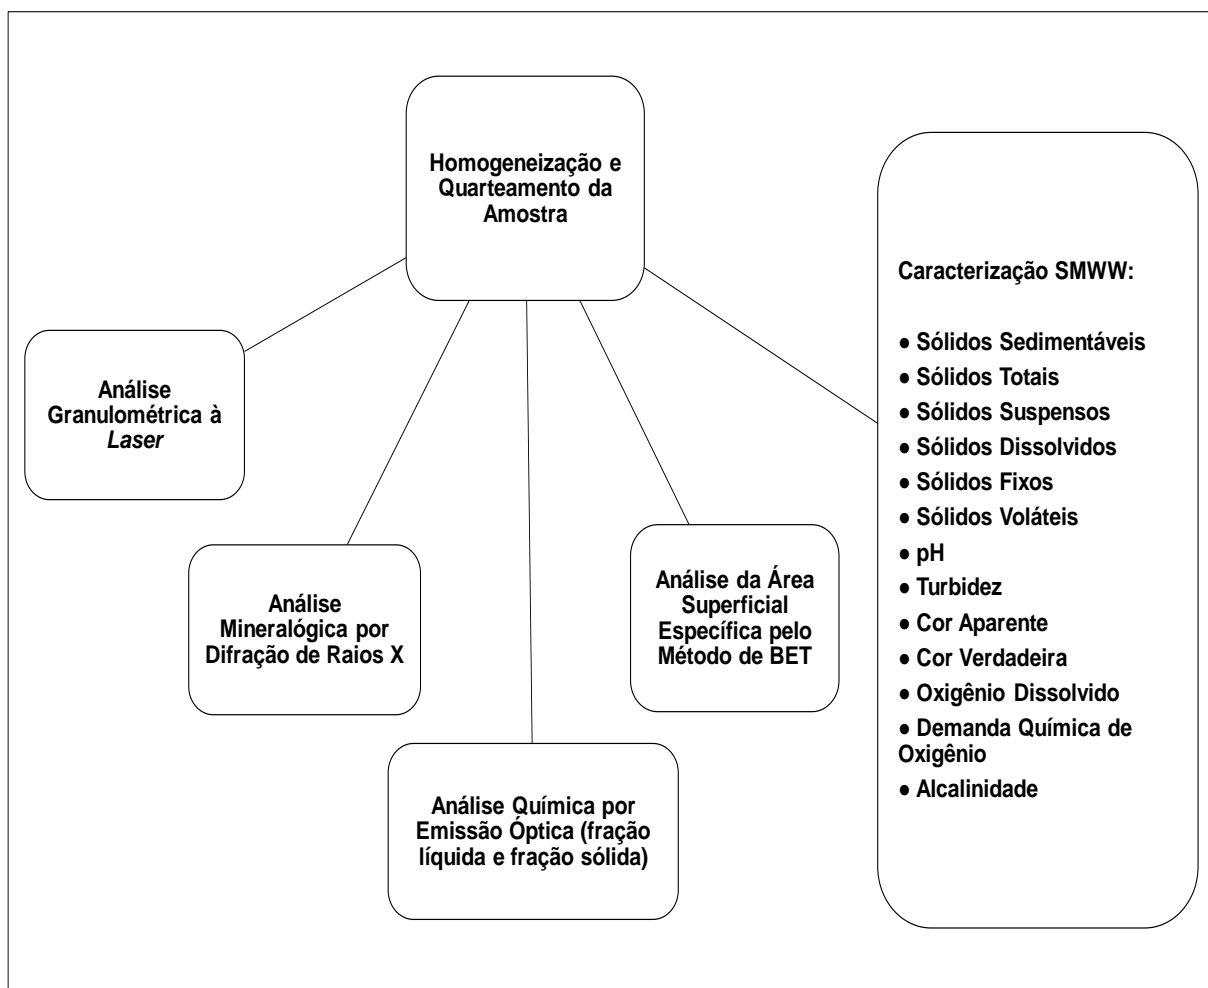 Homogeneização e
Quarteamento da
Amostra
Caracterização SMWW:
● Sólidos Sedimentáveis
● Sólidos Totais
● Sólidos Suspensos
● Sólidos Dissolvidos
● Sólidos Fixos
● Sólidos Voláteis
● pH
● Turbidez
● Cor Aparente
● Cor Verdadeira
● Oxigênio Dissolvido
● Demanda Química de
Oxigênio
● Alcalinidade
Análise
Granulométrica à
Laser
Análise
Mineralógica por
Difração de Raios X
Análise da Área
Superficial
Específica pelo
Método de BET
Análise Química por
Emissão Óptica (fração
líquida e fração sólida)